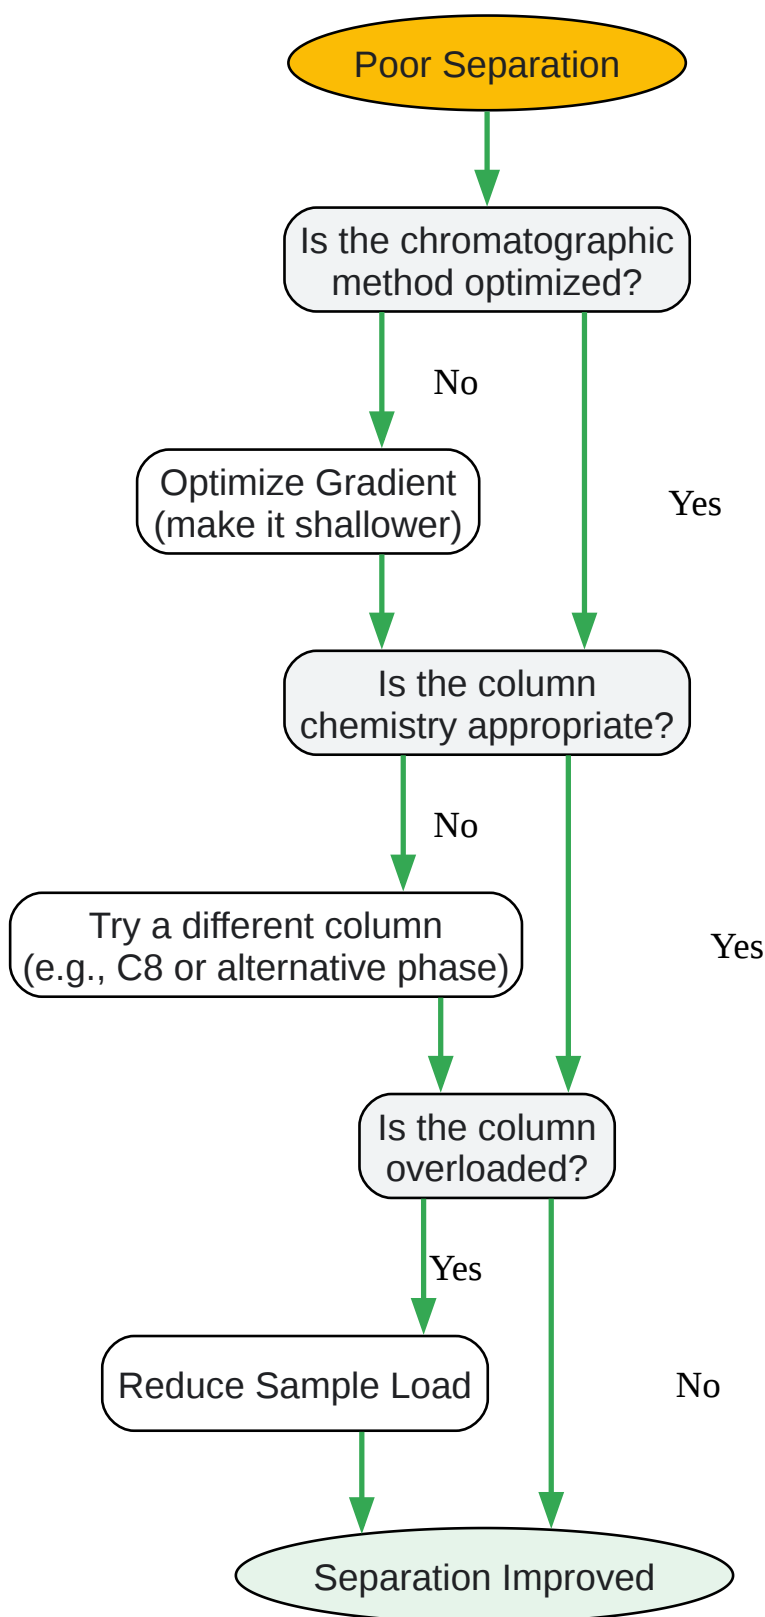 Poor Separation
Is the chromatographic
method optimized?
No
Optimize Gradient
(make it shallower)
Yes
Is the column
chemistry appropriate?
No
Try a different column
(e.g., C8 or alternative phase)
Yes
Is the column
overloaded?
Yes
Reduce Sample Load
No
Separation Improved